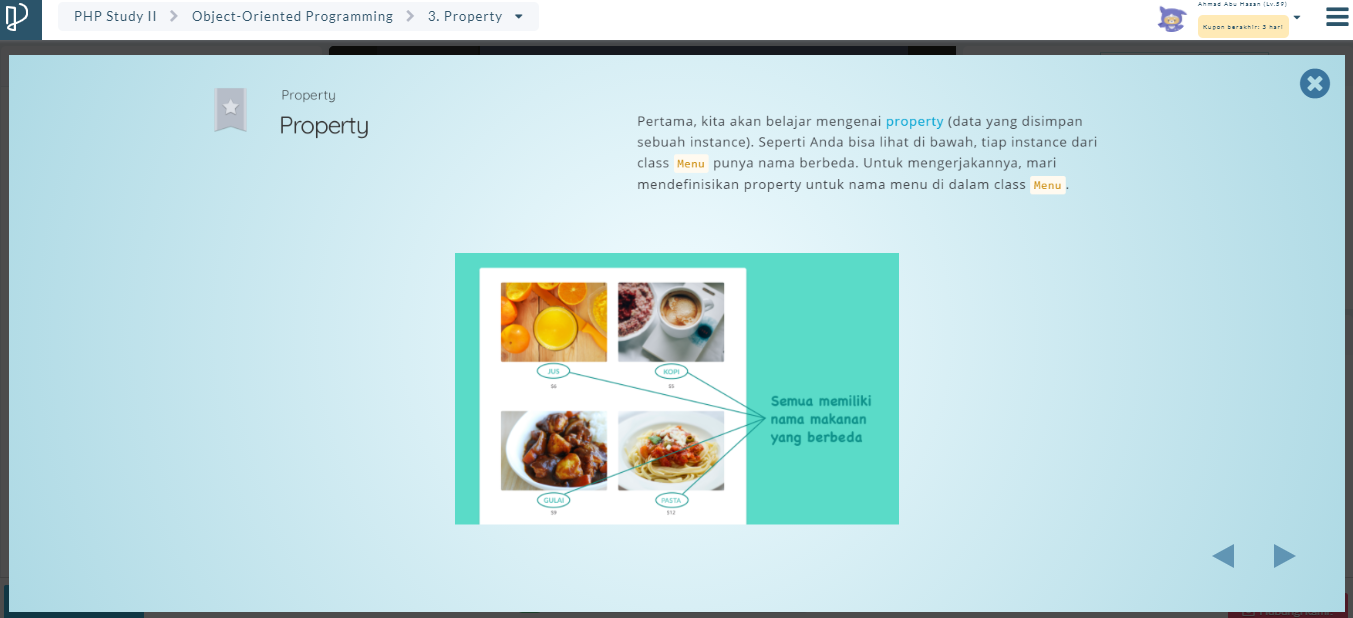 PHP Study II
Object-Oriented Programming
3. Property
Ahmad Abu Hasan (Lv.59)
Kupon berakhir: 3 hari
Property
Property
Pertama, kita akan belajar mengenai property (data yang disimpan
sebuah instance). Seperti Anda bisa lihat di bawah, tiap instance dari
class Menu punya nama berbeda. Untuk mengerjakannya, mari
mendefinisikan property untuk nama menu di dalam class Menu.
JUS
KOPI
Semua memiliki
nama makanan
yang berbeda
GULAI
PASTA
$12